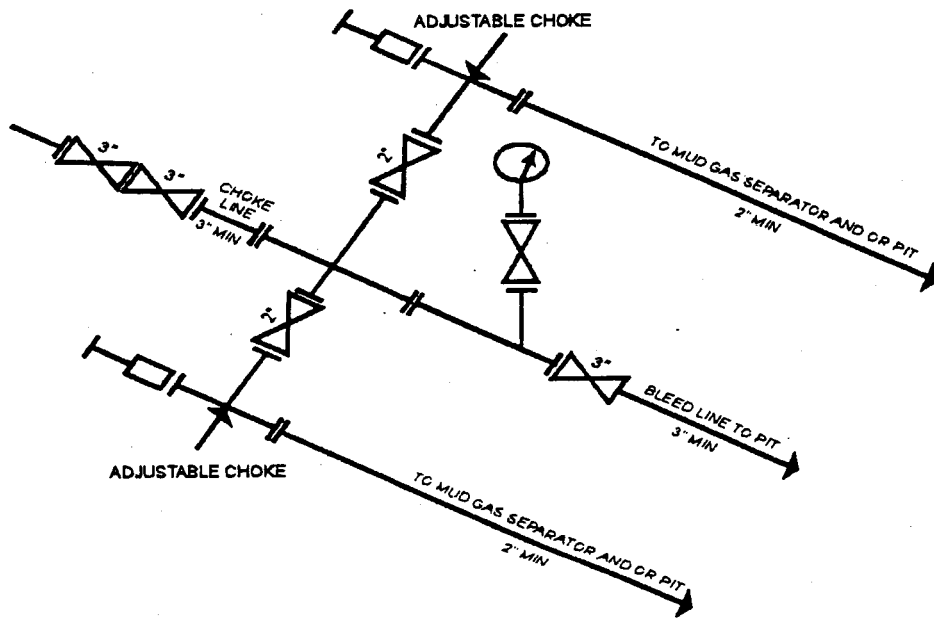 ADJUSTABLE CHOKE
TO MUD GAS SEPARATOR AND OR PIT
2" MIN
3"
3"
CHOKE
LINE
3" MIN
2"
2"
3"
BLEED LINE TO PIT
3" MIN
ADJUSTABLE CHOKE
TO MUD GAS SEPARATOR AND OR PIT
2" MIN